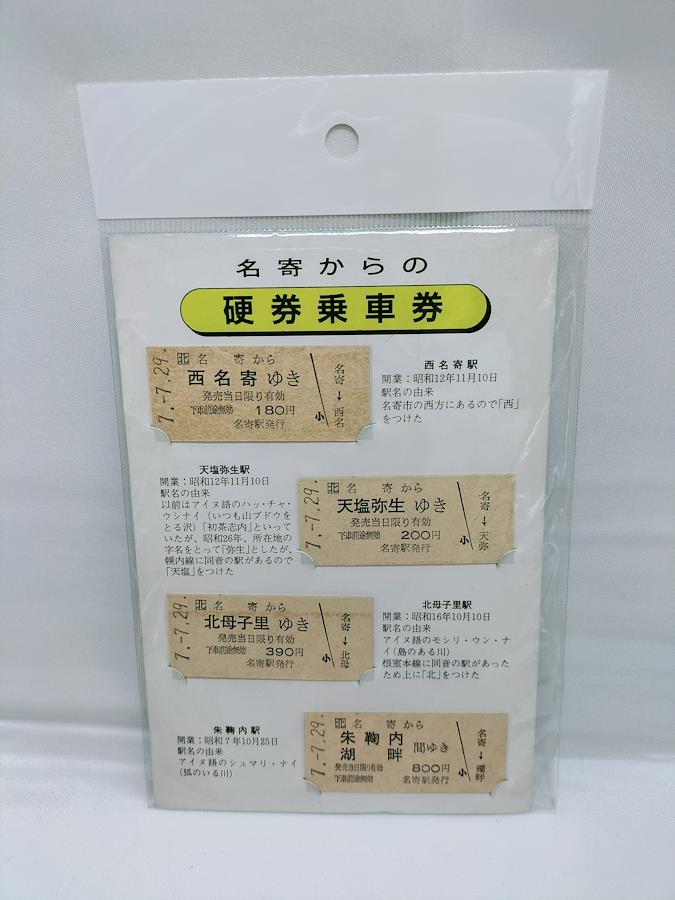 名寄からの
硬券乗車券
7.-7.29.
北 名 寄から
西名寄ゆき
発売当日限り有効
下車前途無効 180円
名寄駅発行
小
名寄→西名
西名寄駅
開業:昭和12年11月10日
駅名の由来
名寄市の西方にあるので「西」
をつけた
天塩弥生駅
開業:昭和12年11月10日
駅名の由来
以前はアイヌ語のハッ・チャ・
ウシナイ(いつも山ブドウを
とる沢)「初茶志内」といって
いたが、昭和26年、所在地の
字名をとって「弥生」としたが、
幌内線に同音の駅があるので
「天塩」をつけた
7.-7.29.
北 名 寄から
天塩弥生 ゆき
発売当日限り有効
下車前途無効 200円
名寄駅発行
小
名寄→天弥
7.-7.29.
北 名 寄から
北母子里 ゆき
発売当日限り有効
下車前途無効 390円
名寄駅発行
小
名寄→北母
北母子里駅
開業:昭和16年10月10日
駅名の由来
アイヌ語のモシリ・ウン・ナ
イ(島のある川)
根室本線に同音の駅があった
ため上に「北」をつけた
朱鞠内駅
開業:昭和7年10月25日
駅名の由来
アイヌ語のシュマリ・ナイ
(狐のいる川)
7.-7.29.
北 名 寄から
朱鞠内
湖 畔 間ゆき
発売当日限り有効 800円
下車前途無効 名寄駅発行
小
名寄→湖畔